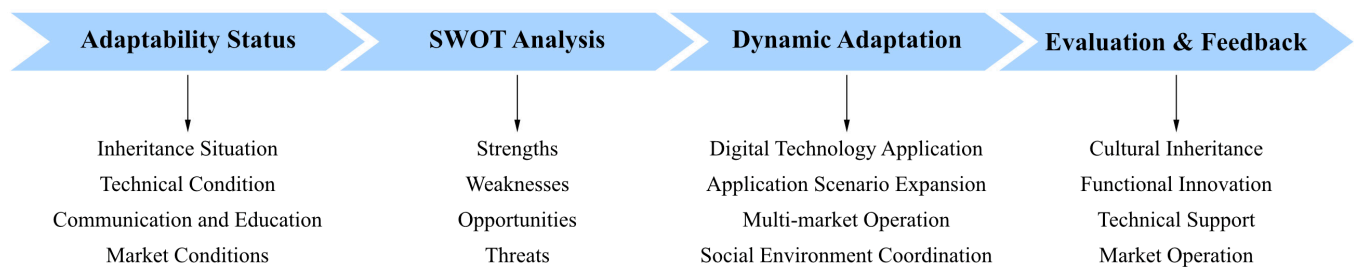 Adaptability Status
SWOT Analysis
Dynamic Adaptation
Evaluation & Feedback
Inheritance Situation
Technical Condition
Communication and Education
Market Conditions
Strengths
Weaknesses
Opportunities
Threats
Digital Technology Application
Application Scenario Expansion
Multi-market Operation
Social Environment Coordination
Cultural Inheritance
Functional Innovation
Technical Support
Market Operation